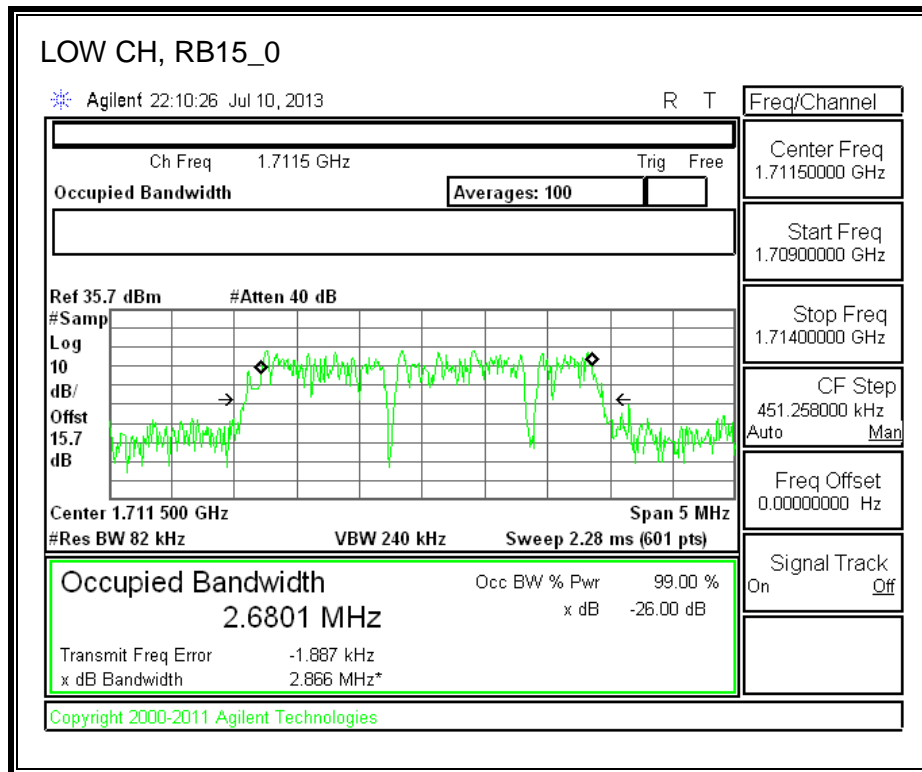 LOW CH, RB15_0
Agilent 22:10:26 Jul 10, 2013 R T
Freq/Channel
Ch Freq 1.7115 GHz Trig Free
Occupied Bandwidth Averages: 100
Center Freq
1.71150000 GHz
Start Freq
1.70900000 GHz
Stop Freq
1.71400000 GHz
CF Step
451.258000 kHz
Auto Man
Freq Offset
0.00000000 Hz
Signal Track
On Off
Ref 35.7 dBm #Atten 40 dB
#Samp
Log
10
dB/
Offst
15.7
dB
Center 1.711 500 GHz Span 5 MHz
#Res BW 82 kHz VBW 240 kHz Sweep 2.28 ms (601 pts)
Occupied Bandwidth Occ BW % Pwr 99.00 %
2.6801 MHz x dB -26.00 dB
Transmit Freq Error -1.887 kHz
x dB Bandwidth 2.866 MHz*
Copyright 2000-2011 Agilent Technologies